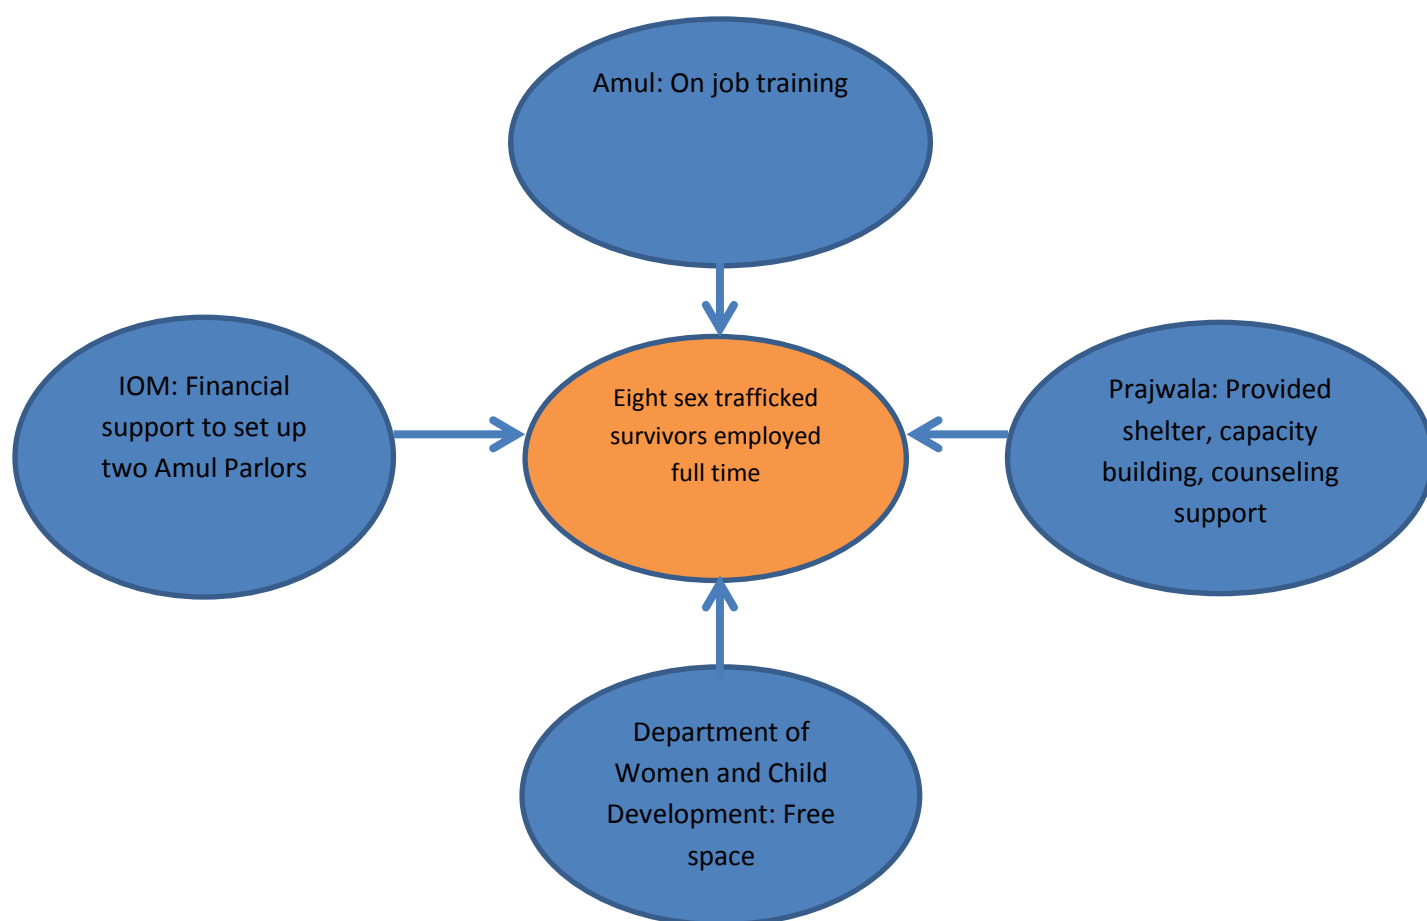 Amul: On job training
IOM: Financial
support to set up
two Amul Parlors
Eight sex trafficked
survivors employed
full time
Prajwala: Provided
shelter, capacity
building, counseling
support
Department of
Women and Child
Development: Free
space